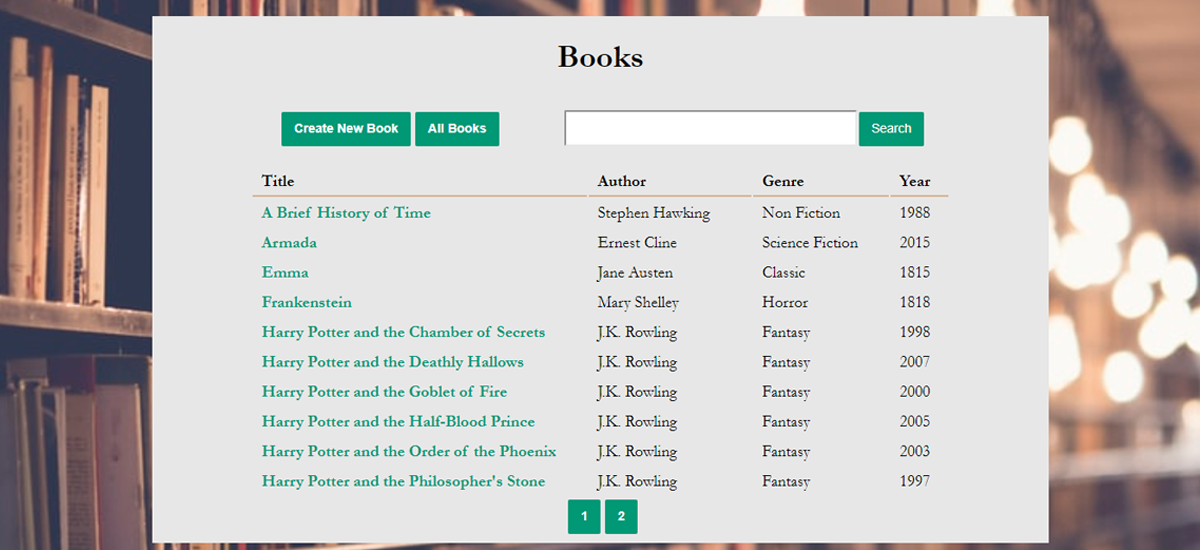 Books
Create New Book All Books Search
Title Author Genre Year
A Brief History of Time Stephen Hawking Non Fiction 1988
Armada Ernest Cline Science Fiction 2015
Emma Jane Austen Classic 1815
Frankenstein Mary Shelley Horror 1818
Harry Potter and the Chamber of Secrets J.K. Rowling Fantasy 1998
Harry Potter and the Deathly Hallows J.K. Rowling Fantasy 2007
Harry Potter and the Goblet of Fire J.K. Rowling Fantasy 2000
Harry Potter and the Half-Blood Prince J.K. Rowling Fantasy 2005
Harry Potter and the Order of the Phoenix J.K. Rowling Fantasy 2003
Harry Potter and the Philosopher's Stone J.K. Rowling Fantasy 1997
1 2